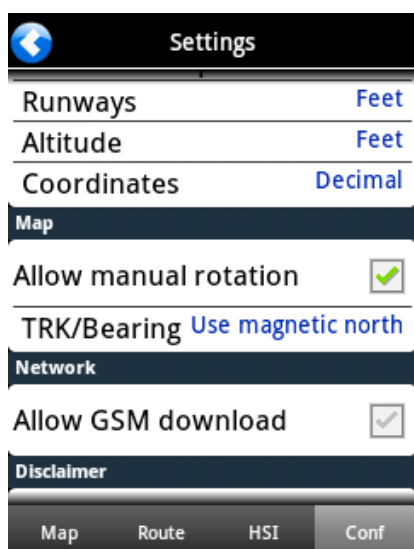 Settings
Runways Feet
Altitude Feet
Coordinates Decimal
Map
Allow manual rotation
TRK/Bearing Use magnetic north
Network
Allow GSM download
Disclaimer
Map Route HSI Conf